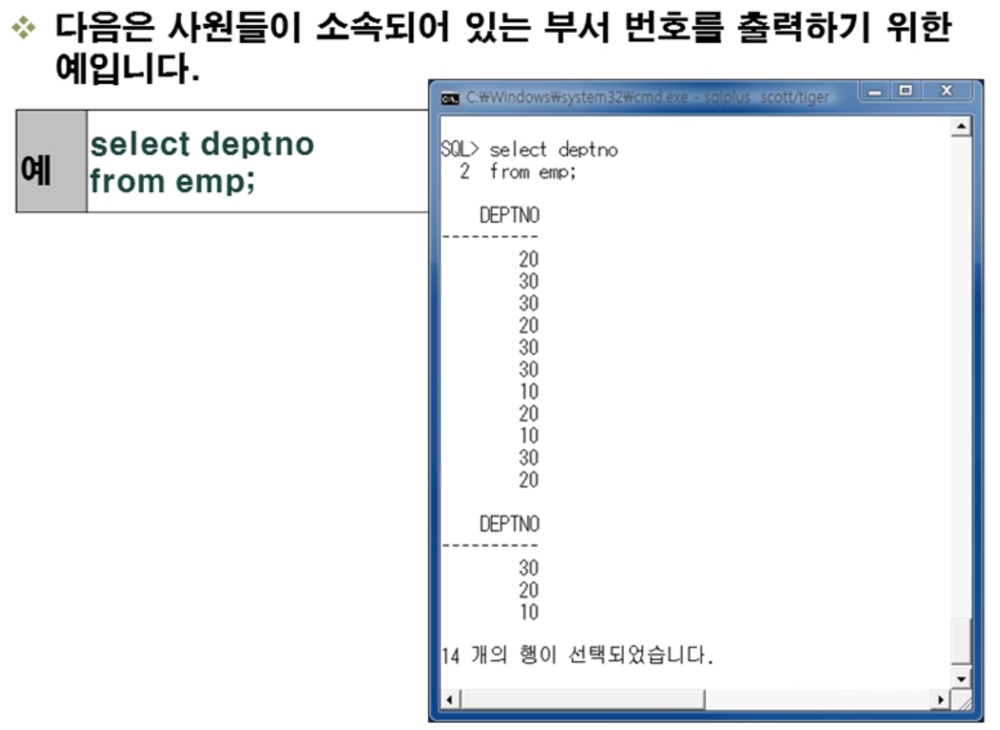 다음은 사원들이 소속되어 있는 부서 번호를 출력하기 위한
예입니다.
예
select deptno
from emp;
C:₩Windows₩system32₩cmd.exe - sqlplus scott/tiger
SQL> select deptno
2 from emp;
DEPTNO
----------
20
30
30
20
30
30
10
20
10
30
20
DEPTNO
----------
30
20
10
14 개의 행이 선택되었습니다.